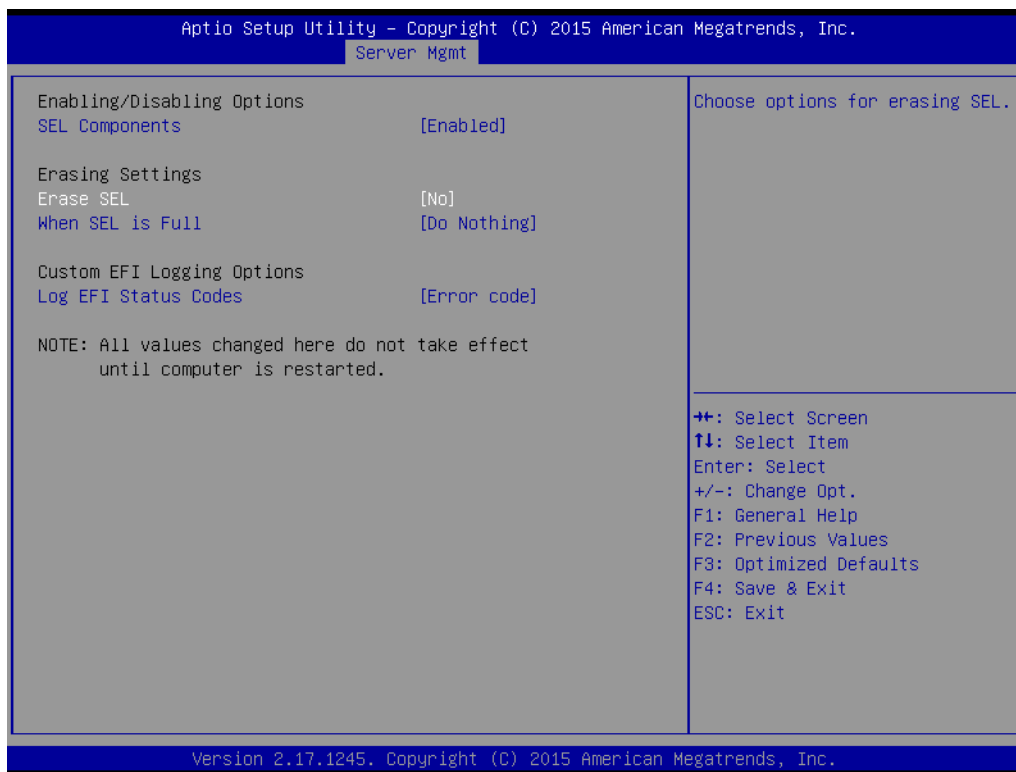 Aptio Setup Utility – Copyright (C) 2015 American Megatrends, Inc.
Server Mgmt
Enabling/Disabling Options
SEL Components [Enabled]
Erasing Settings
Erase SEL [No]
When SEL is Full [Do Nothing]
Custom EFI Logging Options
Log EFI Status Codes [Error code]
NOTE: All values changed here do not take effect
until computer is restarted.
Choose options for erasing SEL.
→←: Select Screen
↑↓: Select Item
Enter: Select
+/-: Change Opt.
F1: General Help
F2: Previous Values
F3: Optimized Defaults
F4: Save & Exit
ESC: Exit
Version 2.17.1245. Copyright (C) 2015 American Megatrends, Inc.